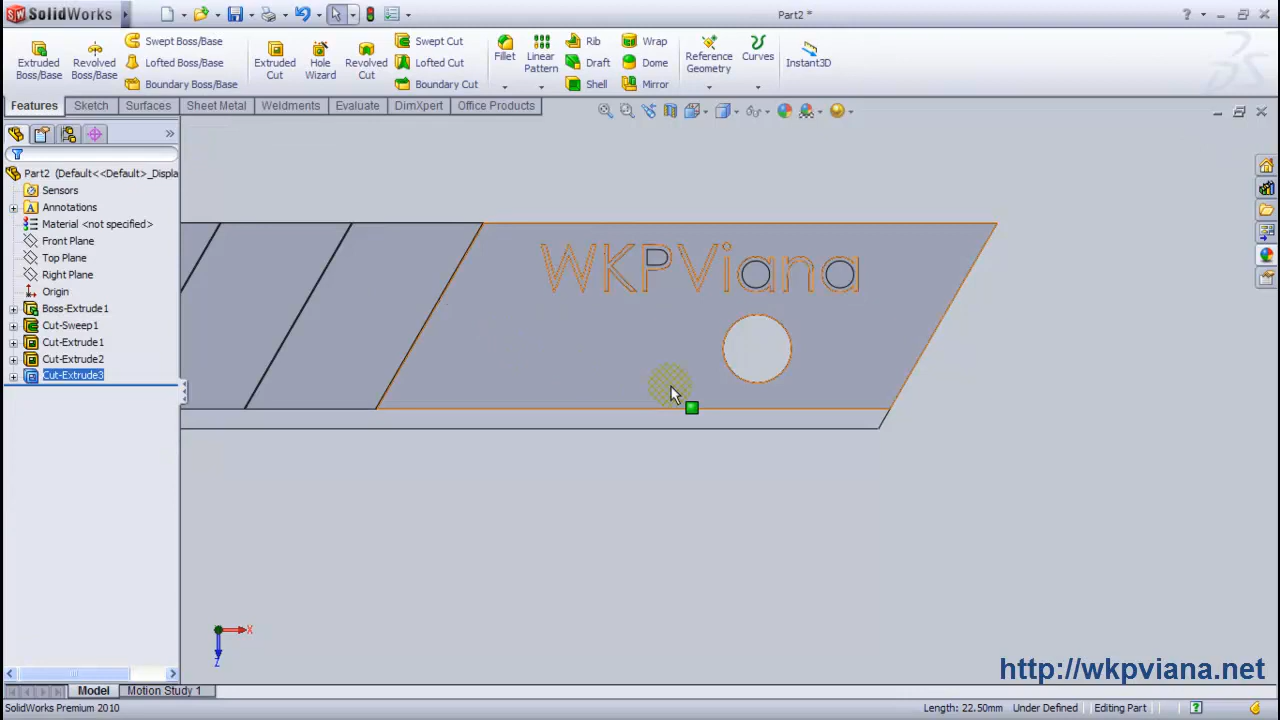 SolidWorks
Part2 *
Extruded Boss/Base
Revolved Boss/Base
Swept Boss/Base
Lofted Boss/Base
Boundary Boss/Base
Extruded Cut
Hole Wizard
Revolved Cut
Swept Cut
Lofted Cut
Boundary Cut
Fillet
Linear Pattern
Rib
Draft
Shell
Wrap
Dome
Mirror
Reference Geometry
Curves
Instant3D
Features
Sketch
Surfaces
Sheet Metal
Weldments
Evaluate
DimXpert
Office Products
Part2 (Default<<Default>_Displa
Sensors
Annotations
Material <not specified>
Front Plane
Top Plane
Right Plane
Origin
Boss-Extrude1
Cut-Sweep1
Cut-Extrude1
Cut-Extrude2
Cut-Extrude3
WKPViana
X
Z
http://wkpviana.net
Model
Motion Study 1
SolidWorks Premium 2010
Length: 22.50mm
Under Defined
Editing Part